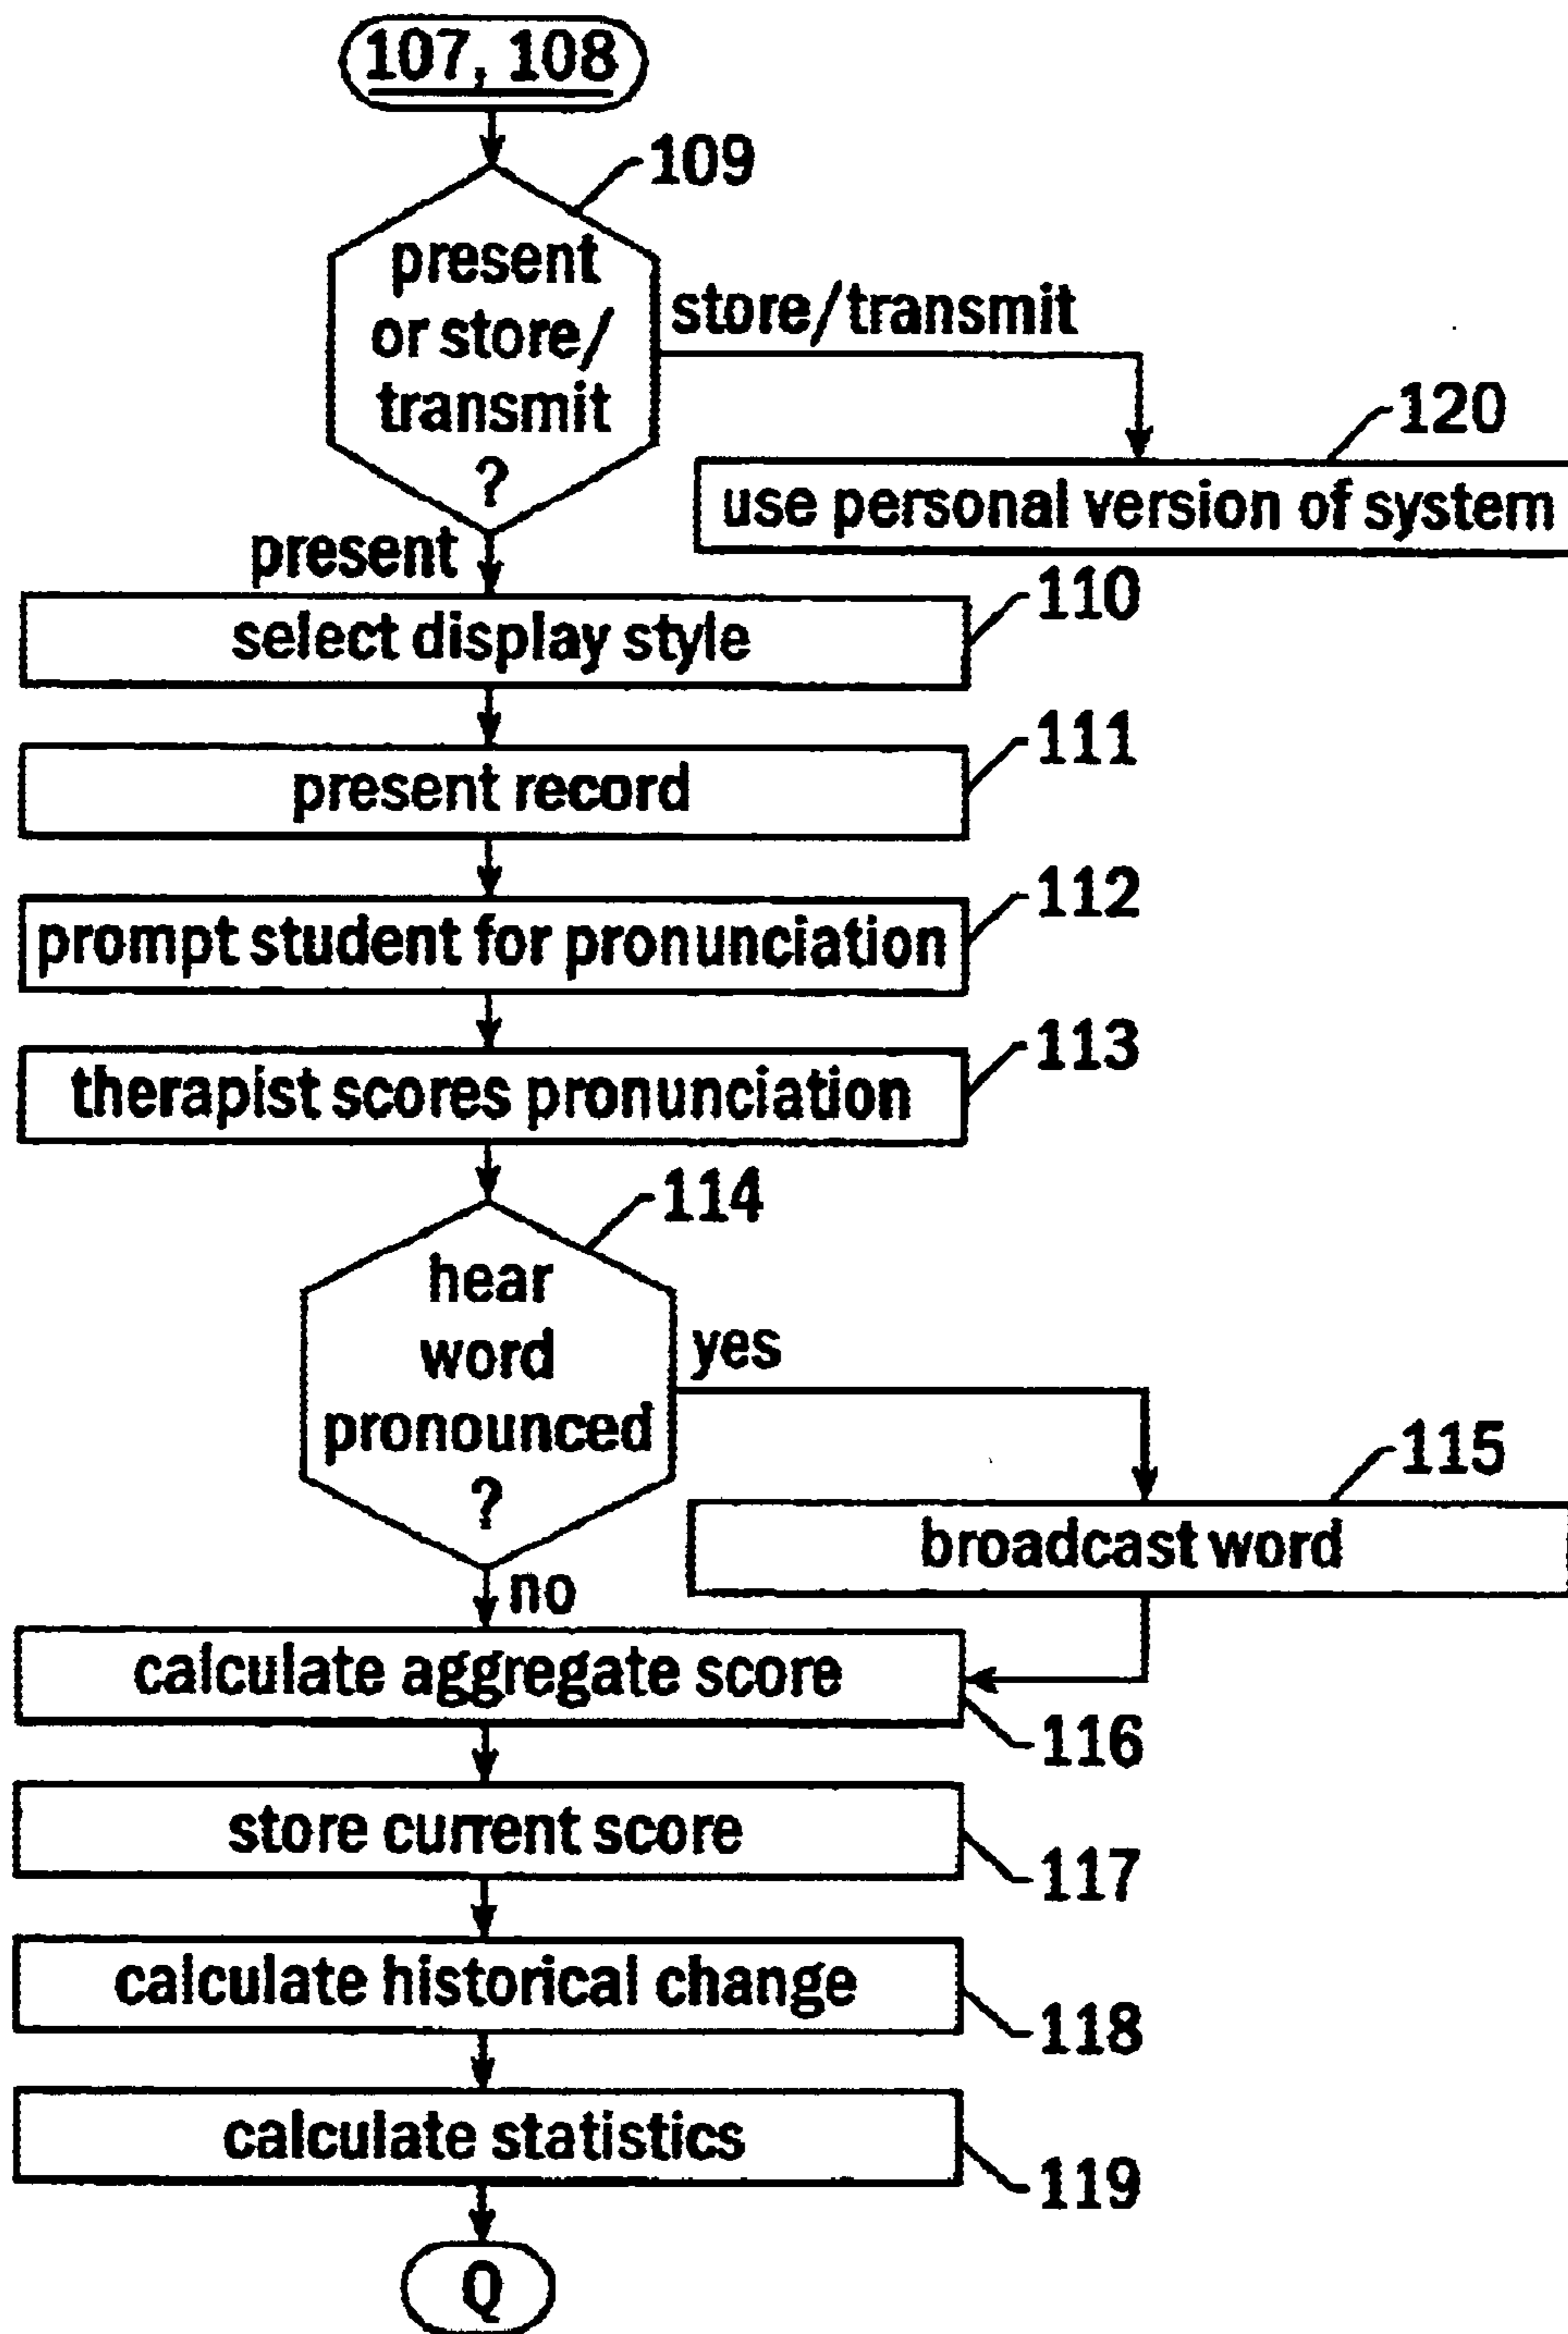 107, 108
109
present
or store/
transmit
?
store/transmit
120
use personal version of system
present
110
select display style
111
present record
112
prompt student for pronunciation
113
therapist scores pronunciation
114
hear
word
pronounced
?
yes
115
broadcast word
no
calculate aggregate score
116
store current score
117
calculate historical change
118
calculate statistics
119
Q